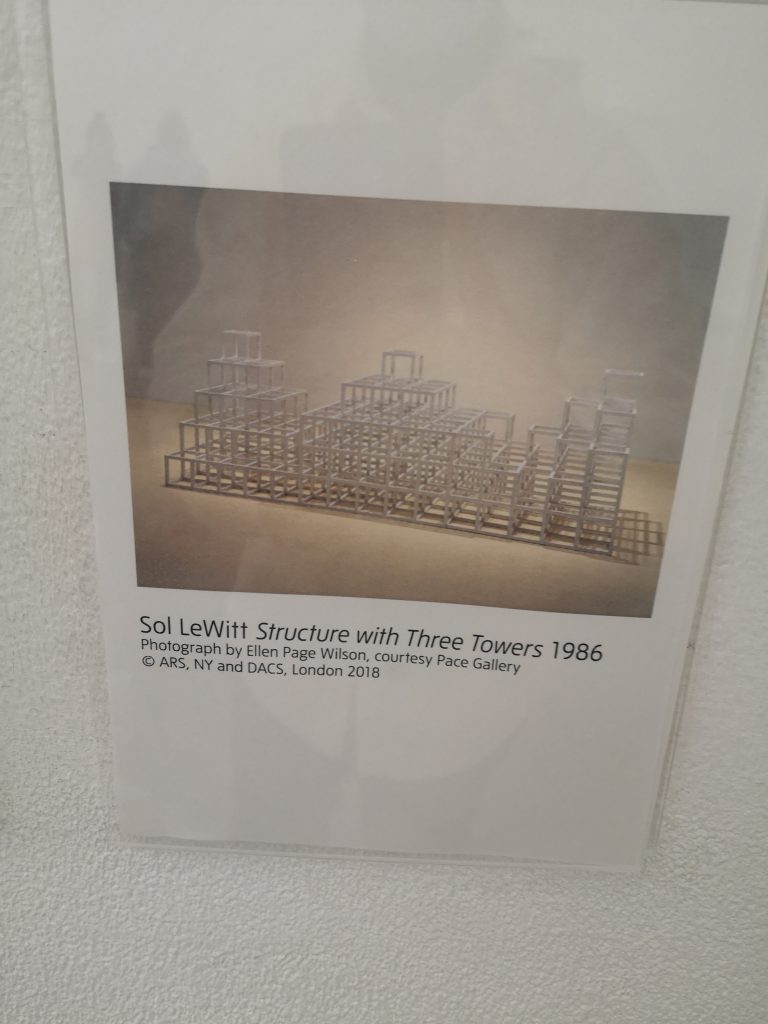 Sol LeWitt Structure with Three Towers 1986
Photograph by Ellen Page Wilson, courtesy Pace Gallery
© ARS, NY and DACS, London 2018